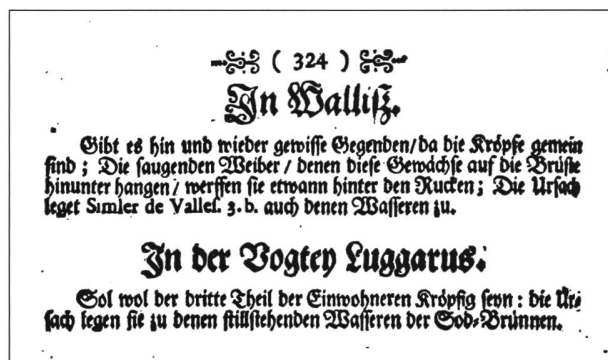 ( 324 )
In Walliß.
Gibt es hin und wieder gewisse Gegenden/da die Kröpfe gemein
sind ; Die saugenden Weiber / denen diese Gewächse auf die Brüste
hinunter hangen / werffen sie etwann hinter den Rucken ; Die Ursach
leget Simler de Valles. 3. b. auch denen Wasseren zu.
In der Vogtey Luggarus.
Sol wol der dritte Theil der Einwohneren Kröpfig seyn : die Ur-
sach legen sie zu denen stillstehenden Wasseren der Sod-Brünnen.